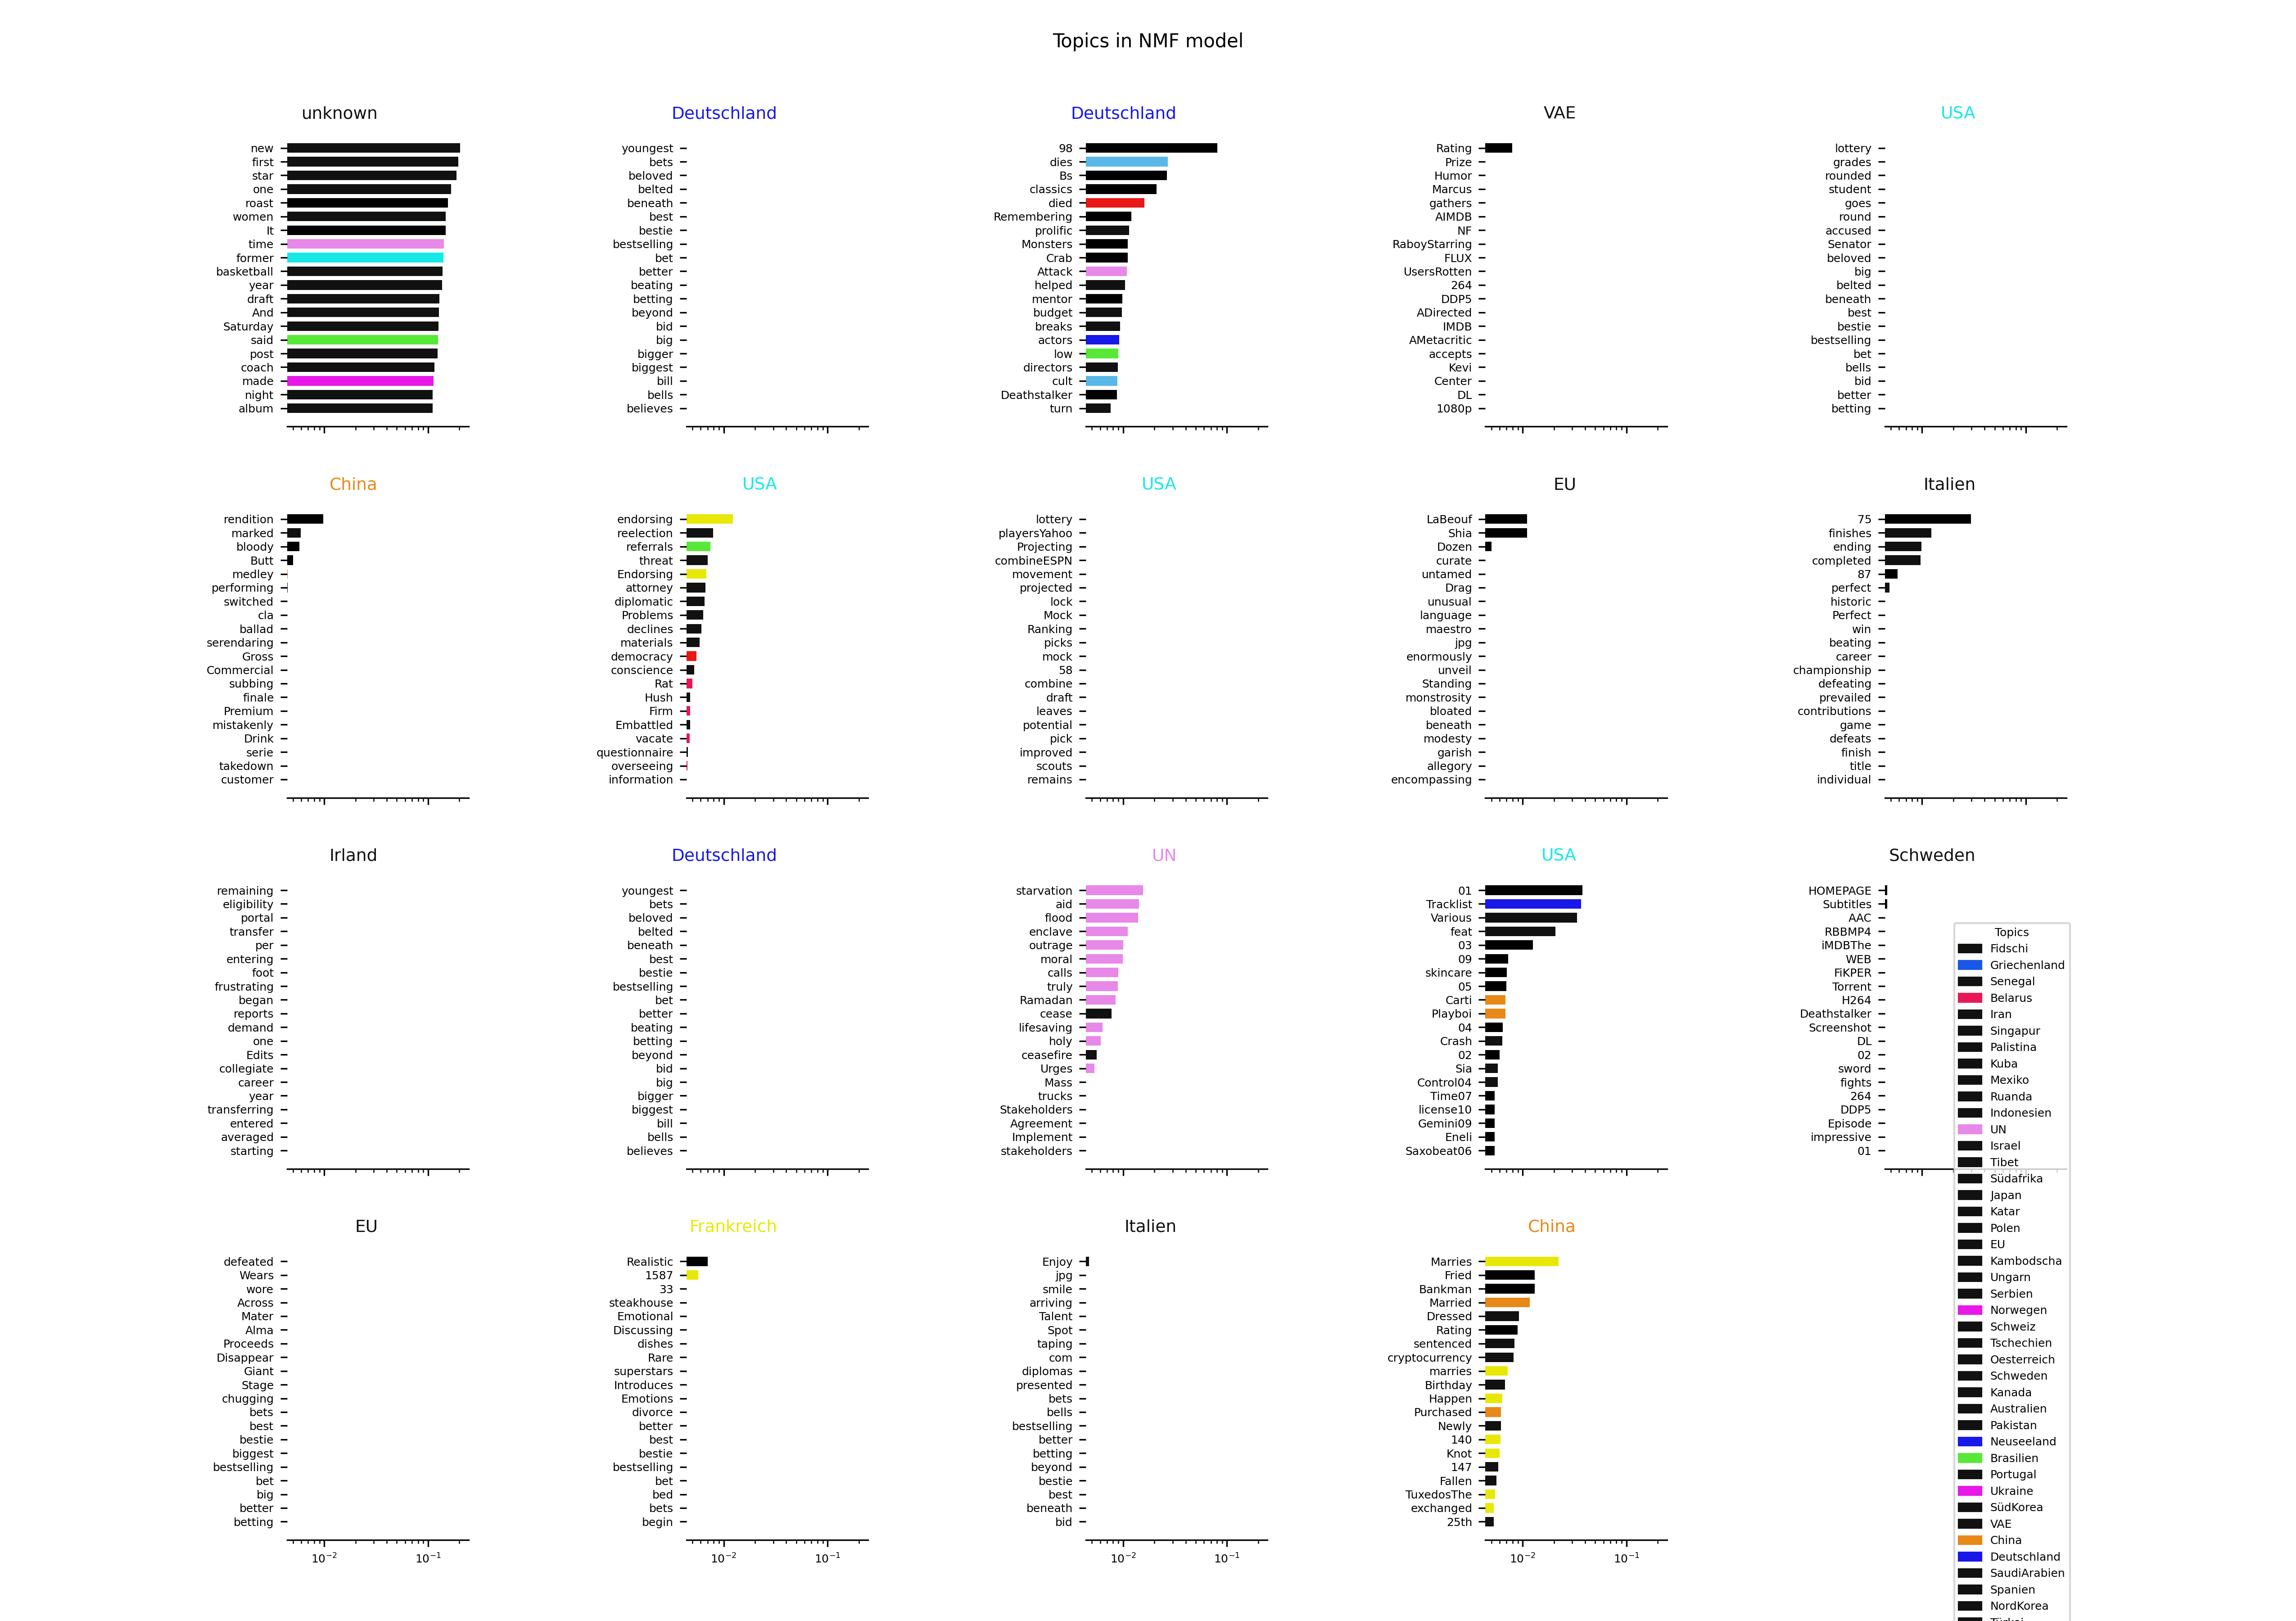 Topics in NMF model
unknown
new
first
star
one
roast
women
It
time
former
basketball
year
draft
And
Saturday
said
post
coach
made
night
album
Deutschland
youngest
bets
beloved
belted
beneath
best
bestie
bestselling
bet
better
beating
betting
beyond
bid
big
bigger
biggest
bill
bells
believes
Deutschland
98
dies
Bs
classics
died
Remembering
prolific
Monsters
Crab
Attack
helped
mentor
budget
breaks
actors
low
directors
cult
Deathstalker
turn
VAE
Rating
Prize
Humor
Marcus
gathers
AIMDB
NF
RaboyStarring
FLUX
UsersRotten
264
DDP5
ADirected
IMDB
AMetacritic
accepts
Kevi
Center
DL
1080p
USA
lottery
grades
rounded
student
goes
round
accused
Senator
beloved
big
belted
beneath
best
bestie
bestselling
bet
bells
bid
better
betting
China
rendition
marked
bloody
Butt
medley
performing
switched
cla
ballad
serendaring
Gross
Commercial
subbing
finale
Premium
mistakenly
Drink
serie
takedown
customer
USA
endorsing
reelection
referrals
threat
Endorsing
attorney
diplomatic
Problems
declines
materials
democracy
conscience
Rat
Hush
Firm
Embattled
vacate
questionnaire
overseeing
information
USA
lottery
playersYahoo
Projecting
combineESPN
movement
projected
lock
Mock
Ranking
picks
mock
58
combine
draft
leaves
potential
pick
improved
scouts
remains
EU
LaBeouf
Shia
Dozen
curate
untamed
Drag
unusual
language
maestro
jpg
enormously
unveil
Standing
monstrosity
bloated
beneath
modesty
garish
allegory
encompassing
Italien
75
finishes
ending
completed
87
perfect
historic
Perfect
win
beating
career
championship
defeating
prevailed
contributions
game
defeats
finish
title
individual
Irland
remaining
eligibility
portal
transfer
per
entering
foot
frustrating
began
reports
demand
one
Edits
collegiate
career
year
transferring
entered
averaged
starting
Deutschland
youngest
bets
beloved
belted
beneath
best
bestie
bestselling
bet
better
beating
betting
beyond
bid
big
bigger
biggest
bill
bells
believes
UN
starvation
aid
flood
enclave
outrage
moral
calls
truly
Ramadan
cease
lifesaving
holy
ceasefire
Urges
Mass
trucks
Stakeholders
Agreement
Implement
stakeholders
USA
01
Tracklist
Various
feat
03
09
skincare
05
Carti
Playboi
04
Crash
02
Sia
Control04
Time07
license10
Gemini09
Eneli
Saxobeat06
Schweden
HOMEPAGE
Subtitles
AAC
RBBMP4
iMDBThe
WEB
FiKPER
Torrent
H264
Deathstalker
Screenshot
DL
02
sword
fights
264
DDP5
Episode
impressive
01
EU
defeated
Wears
wore
Across
Mater
Alma
Proceeds
Disappear
Giant
Stage
chugging
bets
best
bestie
biggest
bestselling
bet
big
better
betting
10⁻² 10⁻¹
Frankreich
Realistic
1587
33
steakhouse
Emotional
Discussing
dishes
Rare
superstars
Introduces
Emotions
divorce
better
best
bestie
bestselling
bet
bed
bets
begin
10⁻² 10⁻¹
Italien
Enjoy
jpg
smile
arriving
Talent
Spot
taping
com
diplomas
presented
bets
bells
bestselling
better
betting
beyond
bestie
best
beneath
bid
10⁻² 10⁻¹
China
Marries
Fried
Bankman
Married
Dressed
Rating
sentenced
cryptocurrency
marries
Birthday
Happen
Purchased
Newly
140
Knot
147
Fallen
TuxedosThe
exchanged
25th
10⁻² 10⁻¹
Topics
Fidschi
Griechenland
Senegal
Belarus
Iran
Singapur
Palistina
Kuba
Mexiko
Ruanda
Indonesien
UN
Israel
Tibet
Südafrika
Japan
Katar
Polen
EU
Kambodscha
Ungarn
Serbien
Norwegen
Schweiz
Tschechien
Oesterreich
Schweden
Kanada
Australien
Pakistan
Neuseeland
Brasilien
Portugal
Ukraine
SüdKorea
VAE
China
Deutschland
SaudiArabien
Spanien
NordKorea